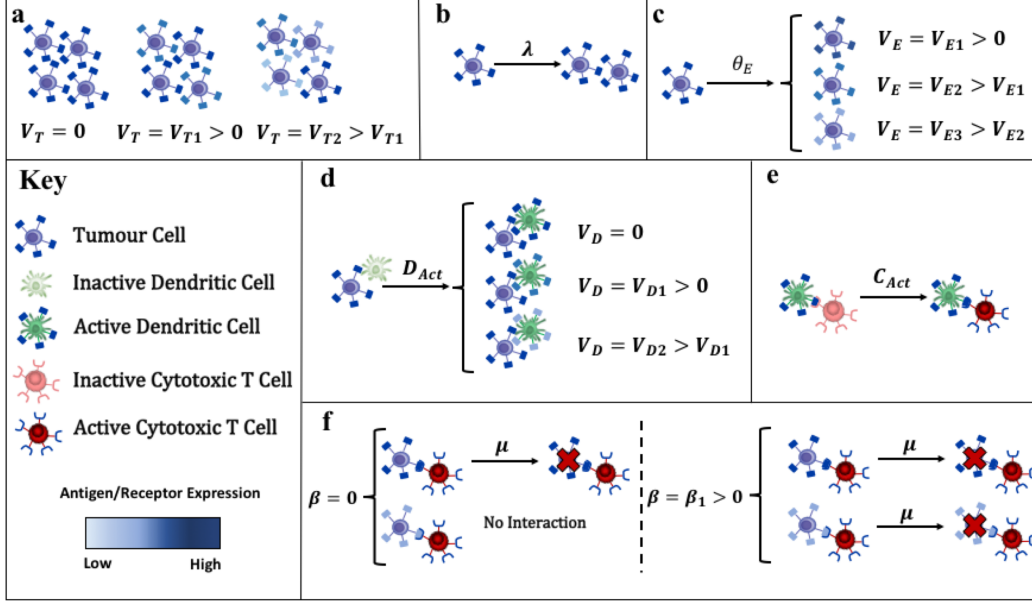 a
V_T = 0
V_T = V_T1 > 0
V_T = V_T2 > V_T1
b
λ
c
θ_E
V_E = V_E1 > 0
V_E = V_E2 > V_E1
V_E = V_E3 > V_E2
Key
Tumour Cell
Inactive Dendritic Cell
Active Dendritic Cell
Inactive Cytotoxic T Cell
Active Cytotoxic T Cell
Antigen/Receptor Expression
Low High
d
D_Act
V_D = 0
V_D = V_D1 > 0
V_D = V_D2 > V_D1
e
C_Act
f
β = 0
μ
No Interaction
β = β_1 > 0
μ
μ